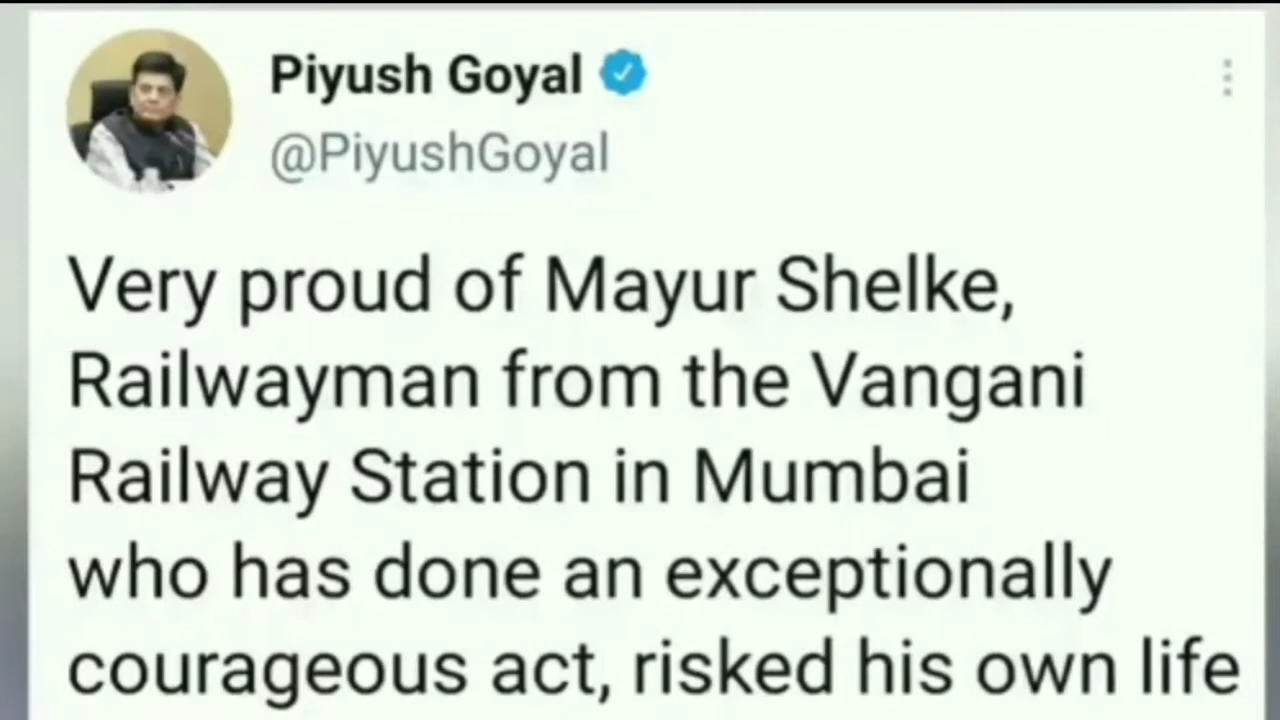 Piyush Goyal
@PiyushGoyal
Very proud of Mayur Shelke,
Railwayman from the Vangani
Railway Station in Mumbai
who has done an exceptionally
courageous act, risked his own life